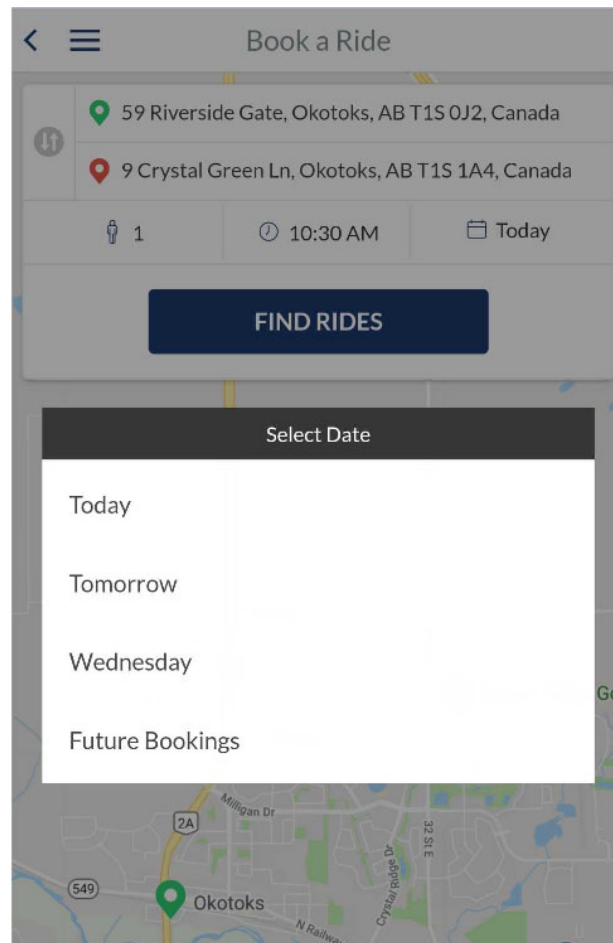 Book a Ride
59 Riverside Gate, Okotoks, AB T1S 0J2, Canada
9 Crystal Green Ln, Okotoks, AB T1S 1A4, Canada
1
10:30 AM
Today
FIND RIDES
Select Date
Today
Tomorrow
Wednesday
Future Bookings
Milligan Dr
2A
32 St E
Crystal Ridge Dr
549
Okotoks